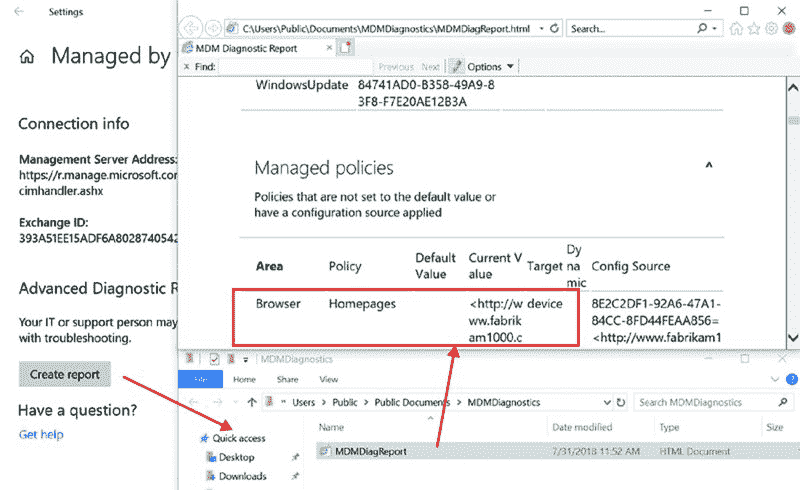 Settings
Managed by
Connection info
Management Server Address:
https://r.manage.microsoft.co
cimhandler.ashx
Exchange ID:
393A51EE15ADF6A8028740542
Advanced Diagnostic R
Your IT or support person may
with troubleshooting.
Create report
Have a question?
Get help
C:\Users\Public\Documents\MDMDiagnostics\MDMDiagReport.html
Search...
MDM Diagnostic Report
x Find:
Previous Next Options
WindowsUpdate 84741AD0-B358-49A9-8
3F8-F7E20AE12B3A
Managed policies
Policies that are not set to the default value or
have a configuration source applied
Area Policy Default Value Current V alue Target Dy na mic Config Source
Browser Homepages <http://w device 8E2C2DF1-92A6-47A1-
ww.fabrik 84CC-8FD44FEAA856=
am1000.c <http://www.fabrikam1
MDMDiagnostics
File Home Share View
« Users > Public > Public Documents > MDMDiagnostics
Search MDMDiagnostics
Quick access
Desktop
Downloads
Name Date modified Type Size
MDMDiagReport 7/31/2018 11:52 AM HTML Document